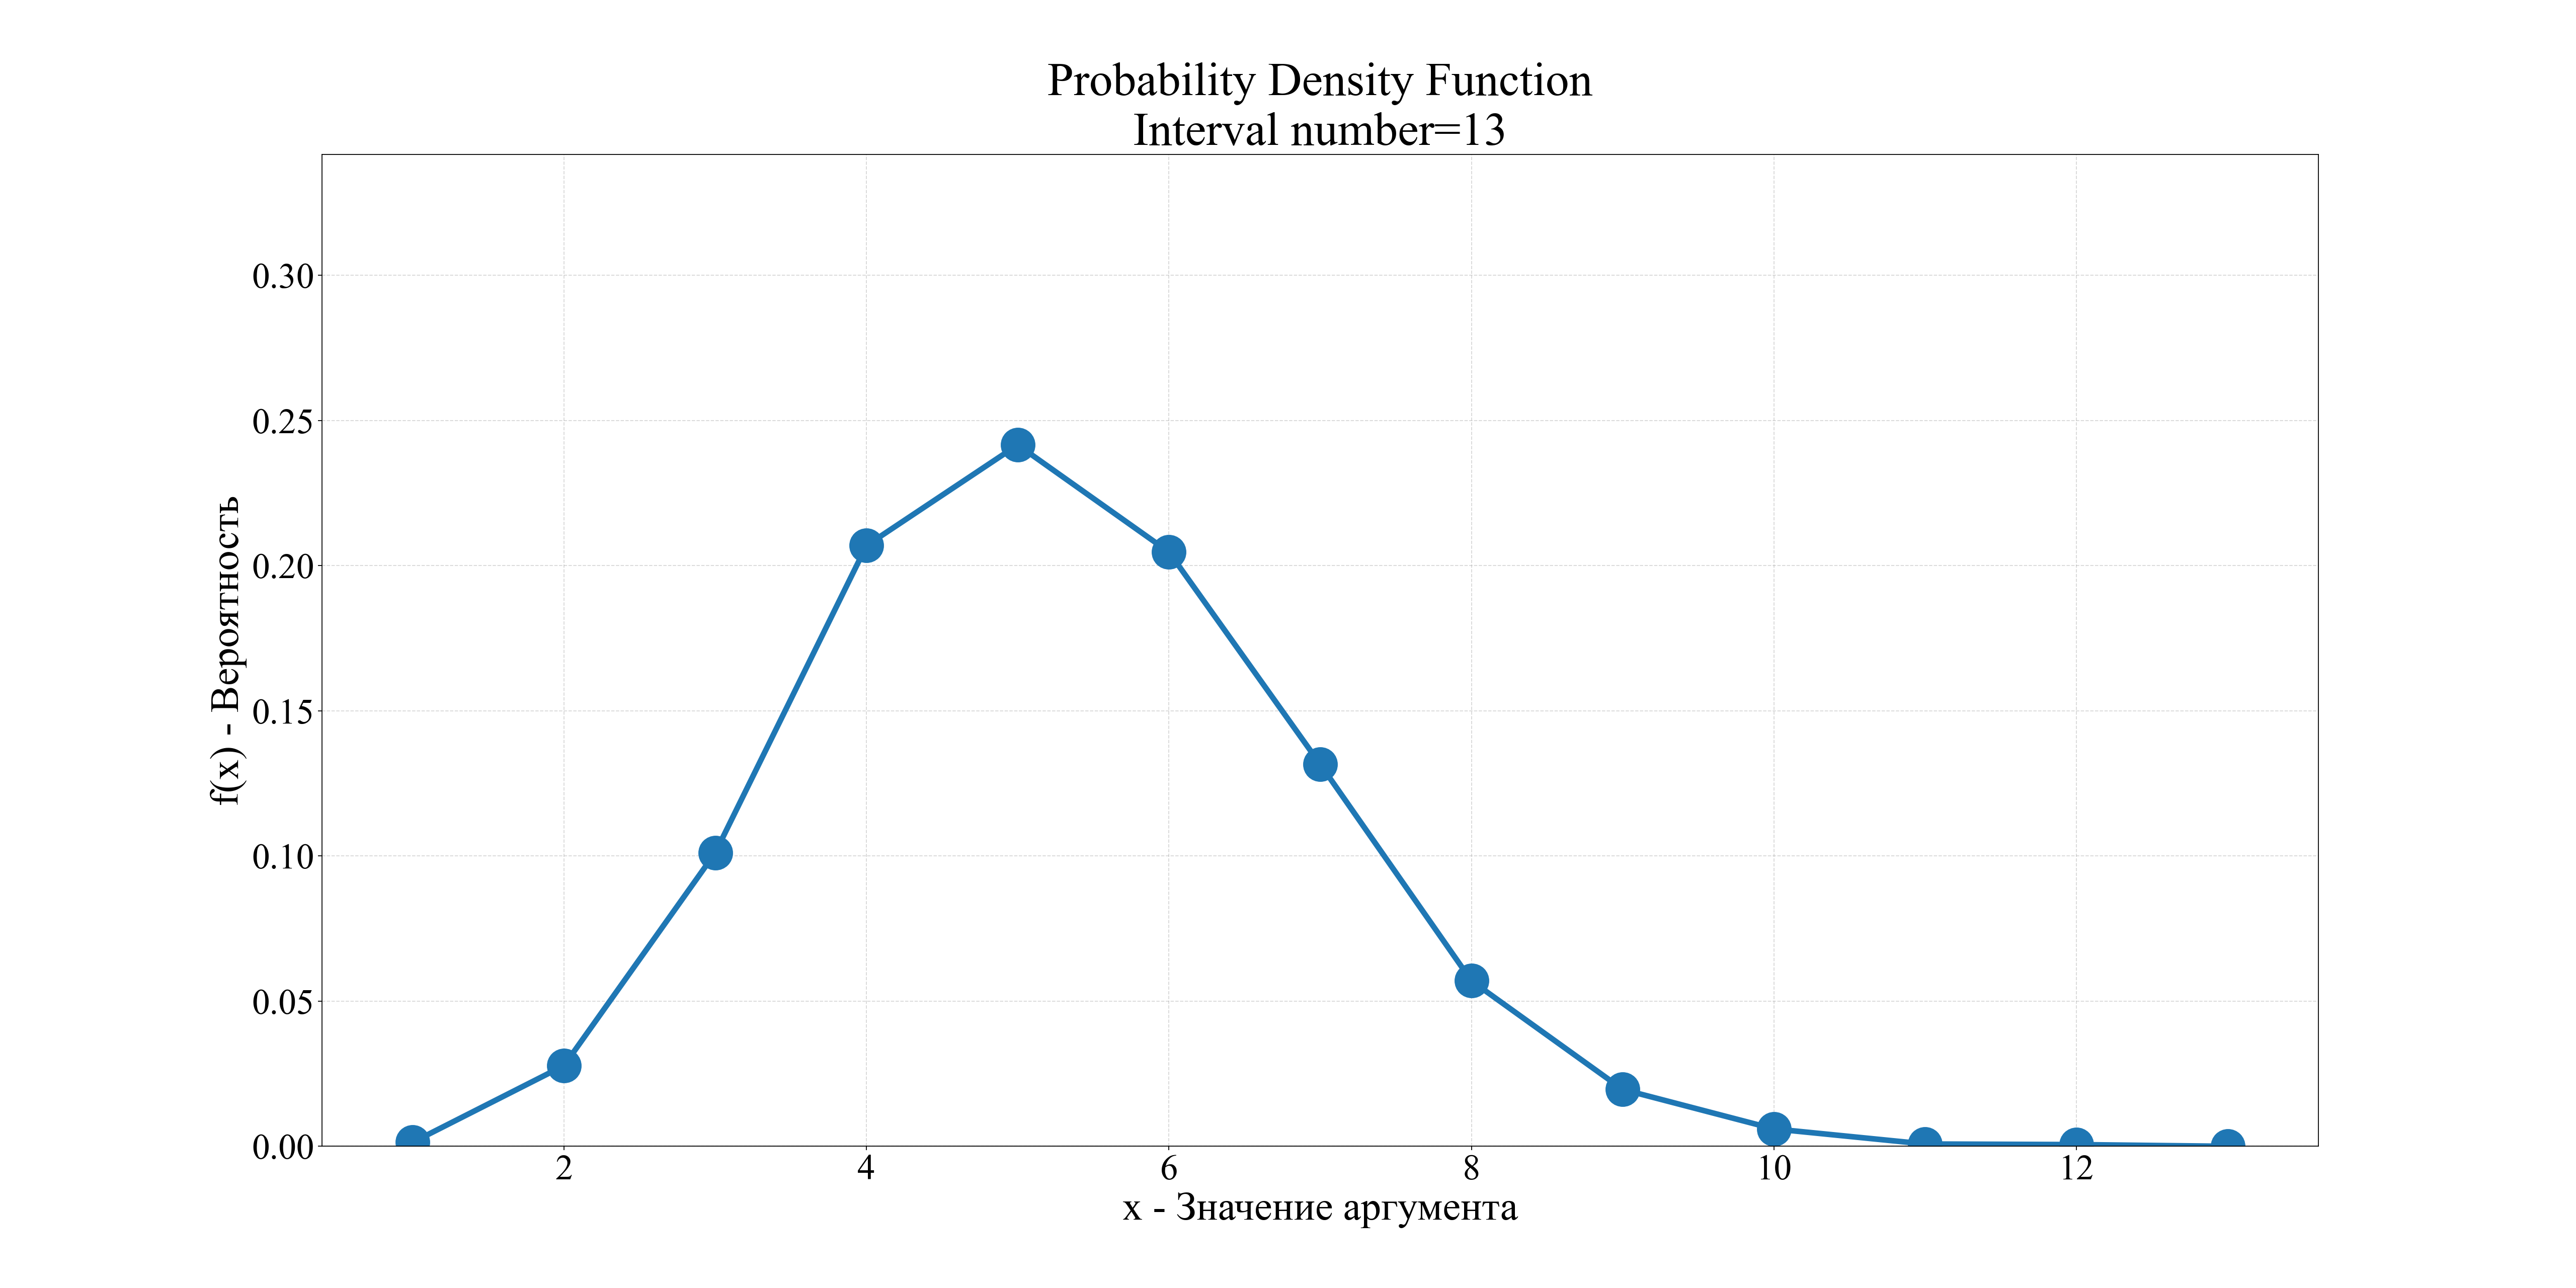 Probability Density Function
Interval number=13
f(x) - Вероятность
0.30
0.25
0.20
0.15
0.10
0.05
0.00
2 4 6 8 10 12
x - Значение аргумента